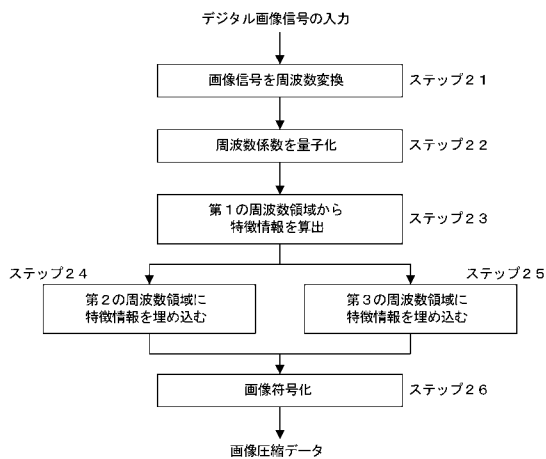 デジタル画像信号の入力
画像信号を周波数変換
ステップ２１
周波数係数を量子化
ステップ２２
第１の周波数領域から
特徴情報を算出
ステップ２３
ステップ２４
ステップ２５
第２の周波数領域に
特徴情報を埋め込む
第３の周波数領域に
特徴情報を埋め込む
画像符号化
ステップ２６
画像圧縮データ